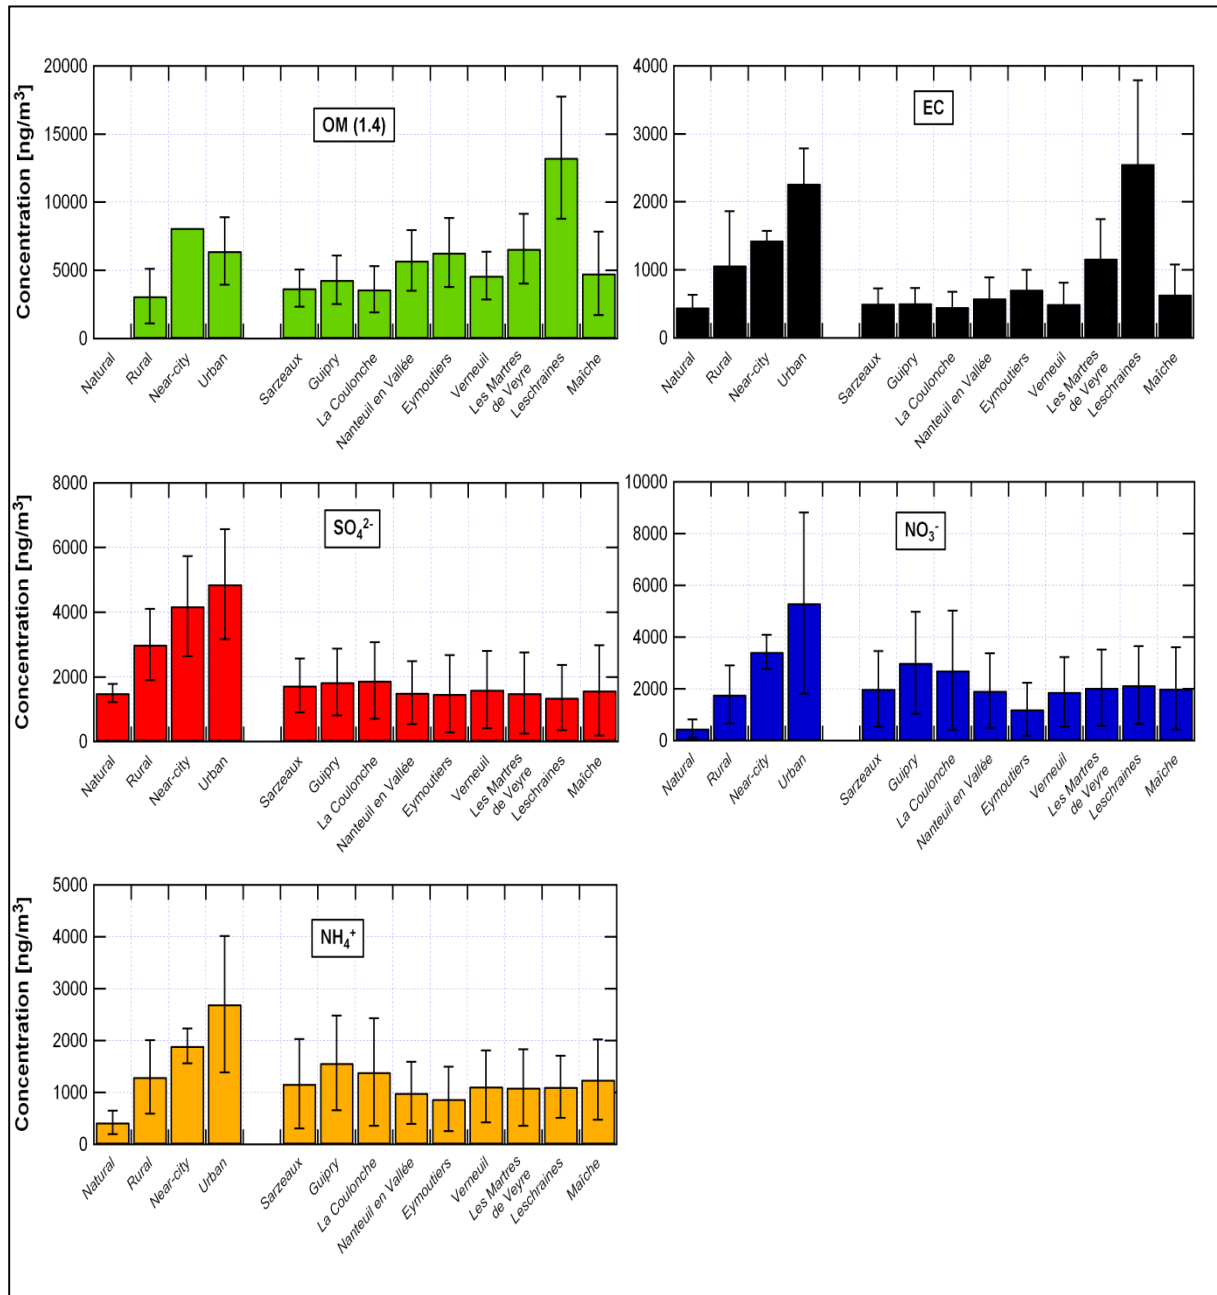 Concentration [ng/m³]
20000
15000
10000
5000
0
OM (1.4)
Natural
Rural
Near-city
Urban
Sarzeaux
Guipry
La Coulonche
Nanteuil en Vallée
Eymoutiers
Verneuil
Les Martres
de Veyre
Leschraines
Maîche
4000
3000
2000
1000
0
EC
Natural
Rural
Near-city
Urban
Sarzeaux
Guipry
La Coulonche
Nanteuil en Vallée
Eymoutiers
Verneuil
Les Martres
de Veyre
Leschraines
Maîche
Concentration [ng/m³]
8000
6000
4000
2000
0
SO₄²⁻
Natural
Rural
Near-city
Urban
Sarzeaux
Guipry
La Coulonche
Nanteuil en Vallée
Eymoutiers
Verneuil
Les Martres
de Veyre
Leschraines
Maîche
10000
8000
6000
4000
2000
0
NO₃⁻
Natural
Rural
Near-city
Urban
Sarzeaux
Guipry
La Coulonche
Nanteuil en Vallée
Eymoutiers
Verneuil
Les Martres
de Veyre
Leschraines
Maîche
Concentration [ng/m³]
5000
4000
3000
2000
1000
0
NH₄⁺
Natural
Rural
Near-city
Urban
Sarzeaux
Guipry
La Coulonche
Nanteuil en Vallée
Eymoutiers
Verneuil
Les Martres
de Veyre
Leschraines
Maîche